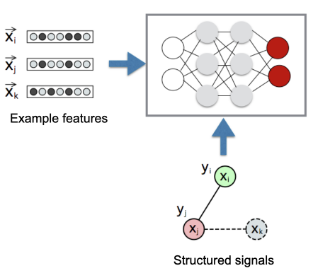 x⃗i
x⃗j
x⃗k
Example features
yi
xi
yj
xj
xk
Structured signals